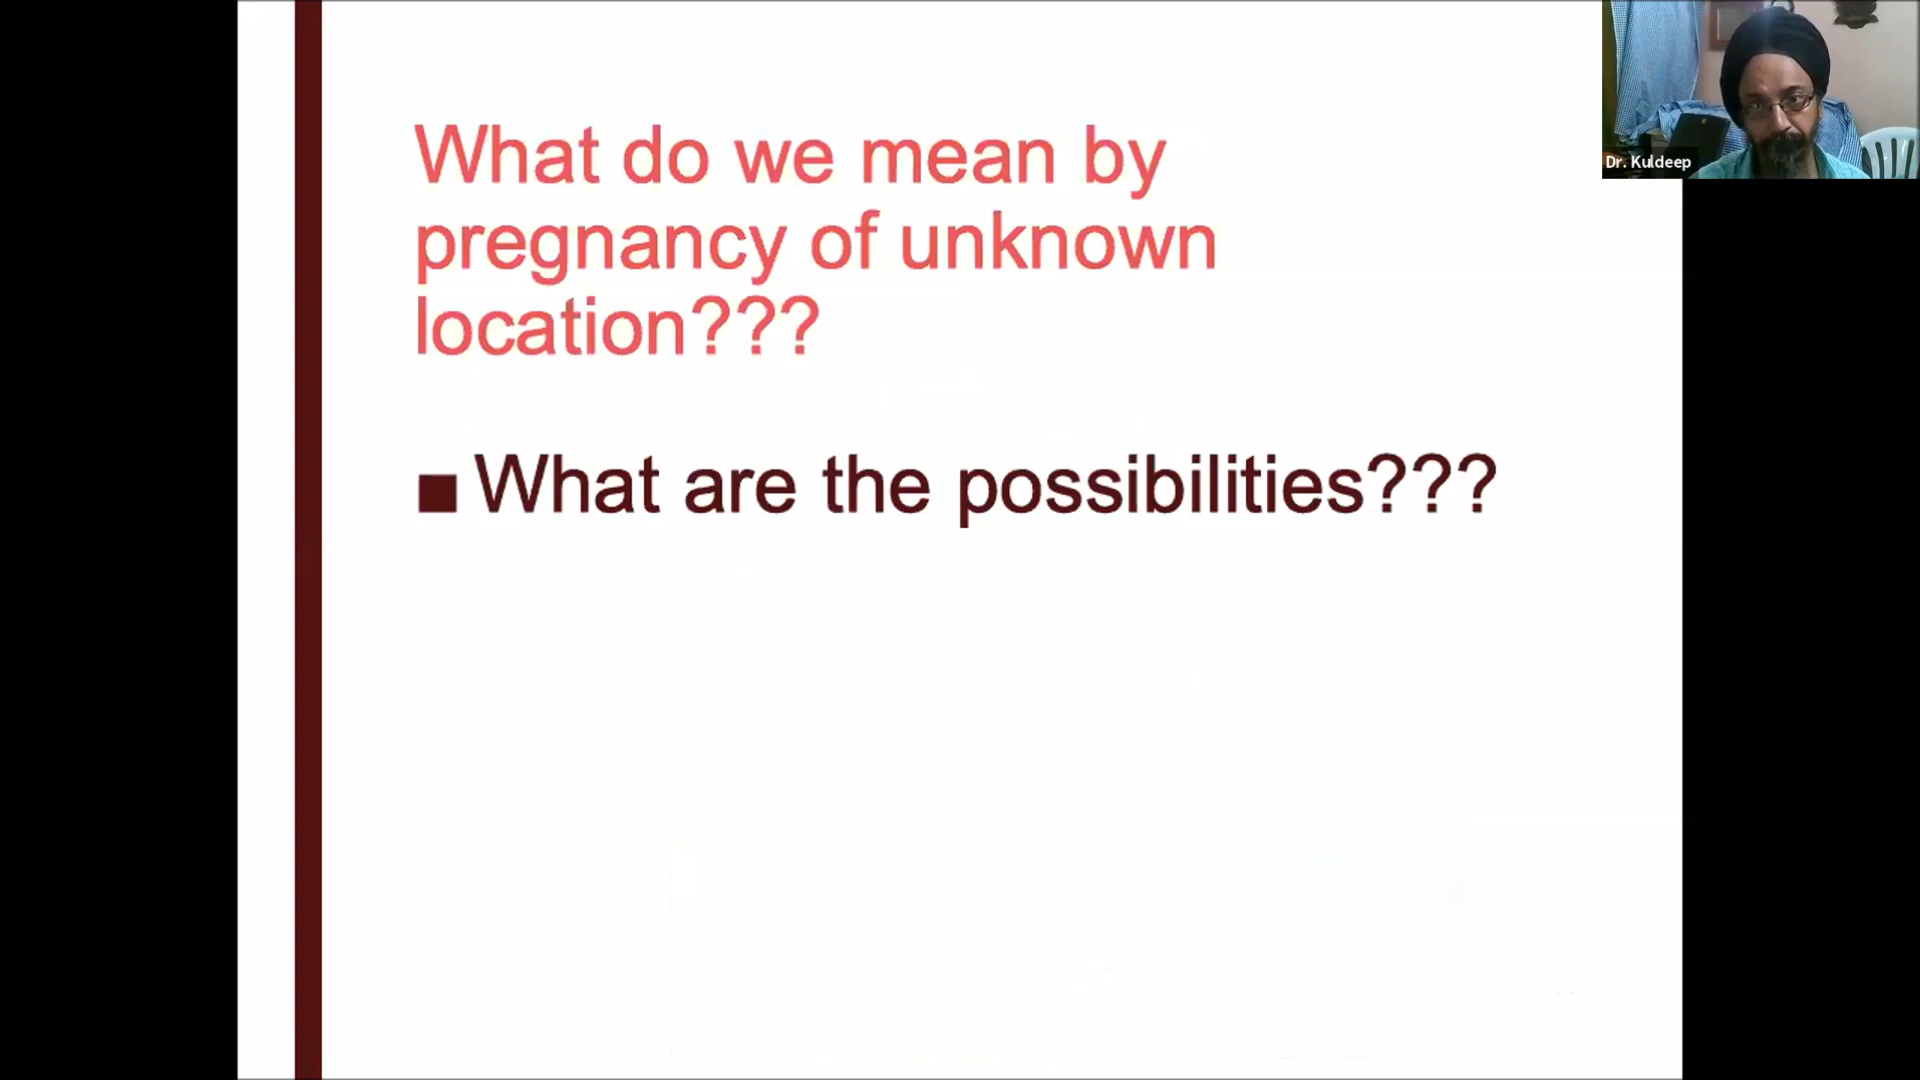 What do we mean by
pregnancy of unknown
location???
■ What are the possibilities???
Dr. Kuldeep